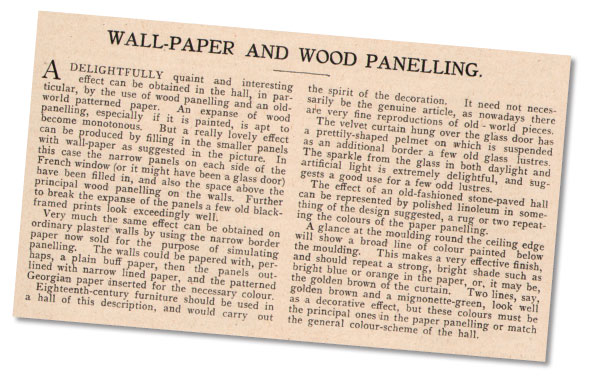 WALL-PAPER AND WOOD PANELLING.
A DELIGHTFULLY quaint and interesting
effect can be obtained in the hall, in par-
ticular, by the use of wood panelling and an old-
world patterned paper. An expanse of wood
panelling, especially if it is painted, is apt to
become monotonous. But a really lovely effect
can be produced by filling in the smaller panels
with wall-paper as suggested in the picture. In
this case the narrow panels on each side of the
French window (or it might have been a glass door)
have been filled in, and also the space above the
principal wood panelling on the walls. Further
to break the expanse of the panels a few old black-
framed prints look exceedingly well.
Very much the same effect can be obtained on
ordinary plaster walls by using the narrow border
paper now sold for the purpose of simulating
panelling. The walls could be papered with, per-
haps, a plain buff paper, then the panels out-
lined with narrow lined paper, and the patterned
Georgian paper inserted for the necessary colour.
Eighteenth-century furniture should be used in
a hall of this description, and would carry out
the spirit of the decoration. It need not neces-
sarily be the genuine article, as nowadays there
are very fine reproductions of old-world pieces.
The velvet curtain hung over the glass door has
a prettily-shaped pelmet on which is suspended
as an additional border a few old glass lustres.
The sparkle from the glass in both daylight and
artificial light is extremely delightful, and sug-
gests a good use for a few odd lustres.
The effect of an old-fashioned stone-paved hall
can be represented by polished linoleum in some-
thing of the design suggested, a rug or two repeat-
ing the colours of the paper panelling.
A glance at the moulding round the ceiling edge
will show a broad line of colour painted below
the moulding. This makes a very effective finish,
and should repeat a strong, bright shade such as
bright blue or orange in the paper, or, it may be,
the golden brown of the curtain. Two lines, say,
golden brown and a mignonette-green, look well
as a decorative effect, but these colours must be
the principal ones in the paper panelling or match
the general colour-scheme of the hall.